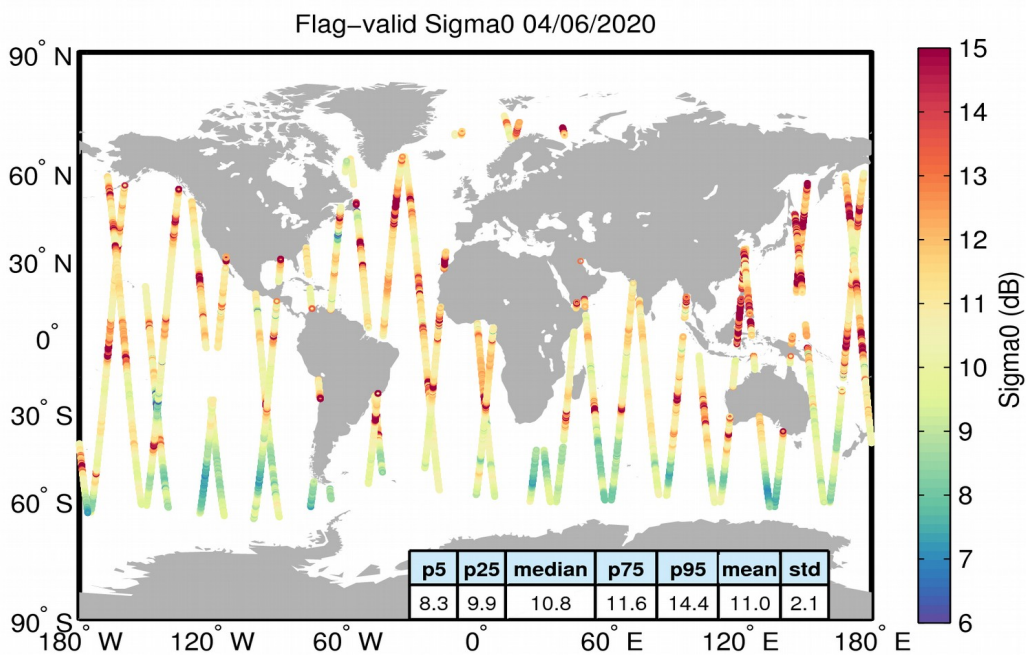 Flag−valid Sigma0 04/06/2020
90° N
60° N
30° N
0°
30° S
60° S
90° S
180° W
120° W
60° W
0°
60° E
120° E
180° E
p5 p25 median p75 p95 mean std
8.3 9.9 10.8 11.6 14.4 11.0 2.1
15
14
13
12
11
10
9
8
7
6
Sigma0 (dB)